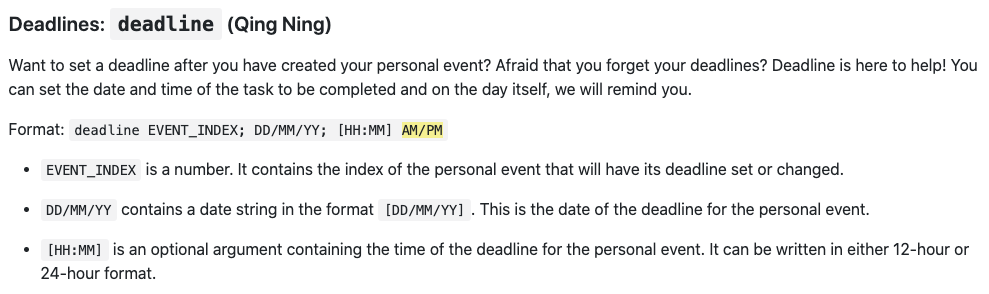 Deadlines: deadline (Qing Ning)
Want to set a deadline after you have created your personal event? Afraid that you forget your deadlines? Deadline is here to help! You
can set the date and time of the task to be completed and on the day itself, we will remind you.
Format: deadline EVENT_INDEX; DD/MM/YY; [HH:MM] AM/PM
• EVENT_INDEX is a number. It contains the index of the personal event that will have its deadline set or changed.
• DD/MM/YY contains a date string in the format [DD/MM/YY]. This is the date of the deadline for the personal event.
• [HH:MM] is an optional argument containing the time of the deadline for the personal event. It can be written in either 12-hour or
24-hour format.